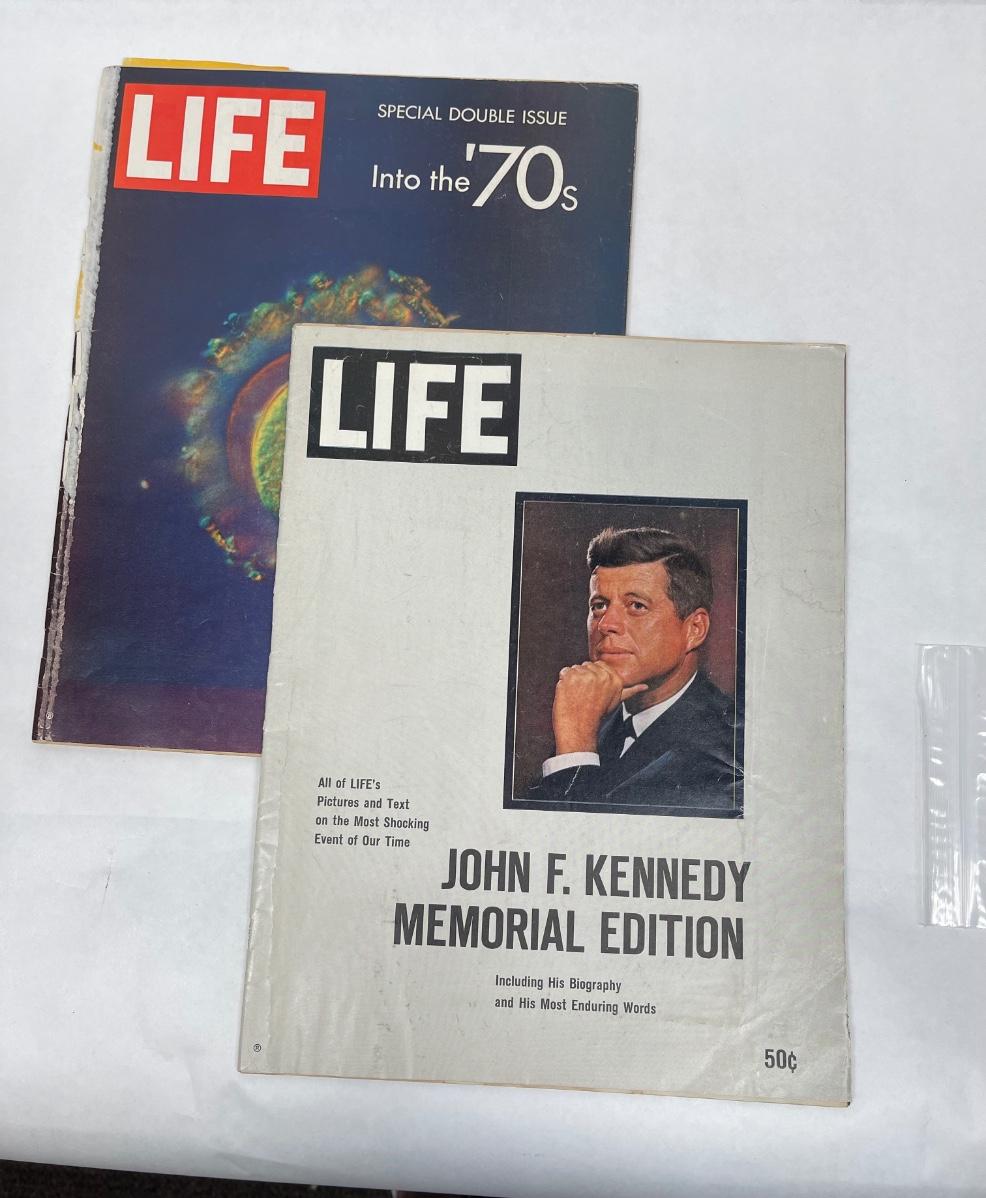 LIFE
SPECIAL DOUBLE ISSUE
Into the '70s
LIFE
All of LIFE's
Pictures and Text
on the Most Shocking
Event of Our Time
JOHN F. KENNEDY
MEMORIAL EDITION
Including His Biography
and His Most Enduring Words
®
50¢